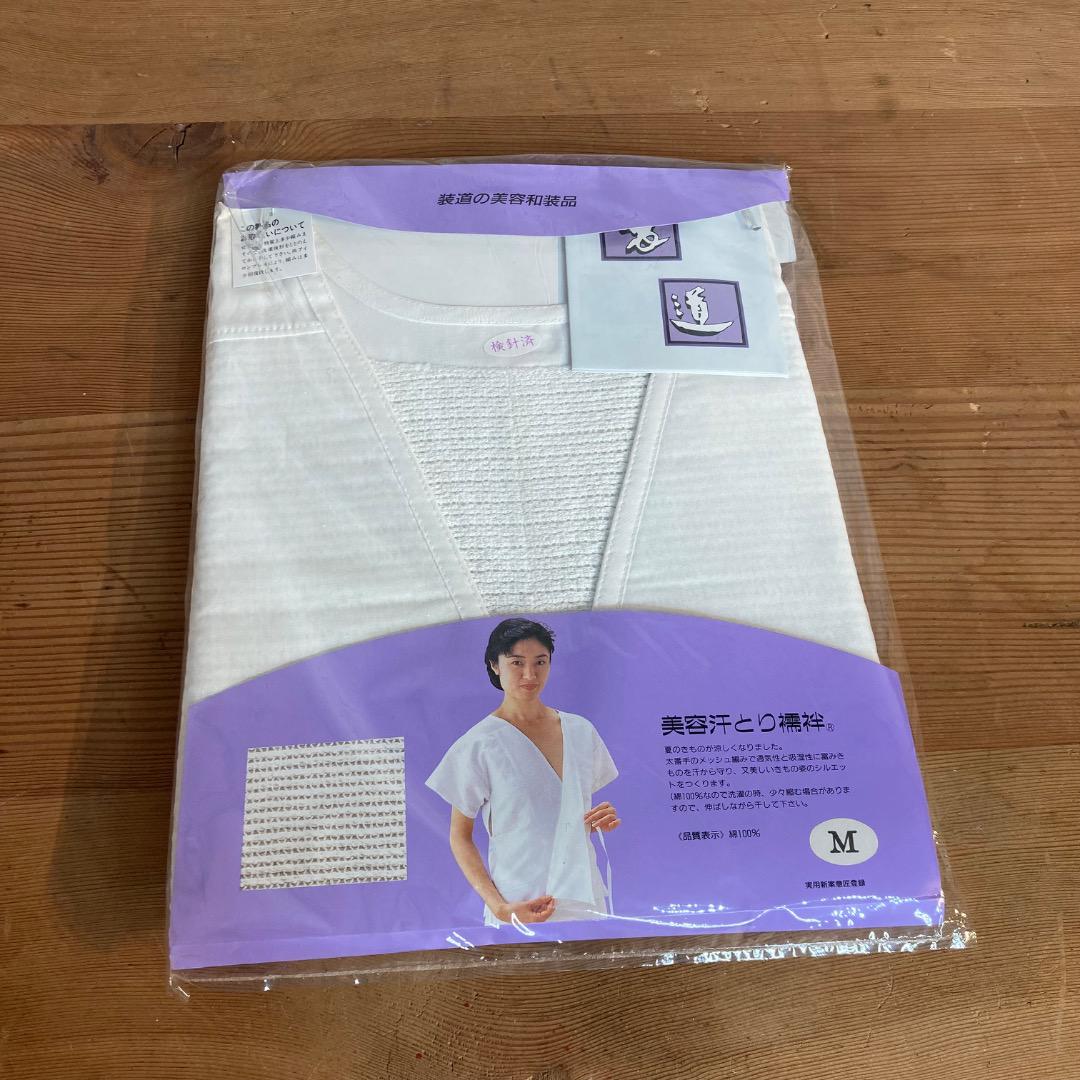 装道の美容和装品
この
いについて
道
検針済
美容汗とり襦袢®
夏のきものが涼しくなりました。
太番手のメッシュ編みで通気性と吸湿性に富みき
ものを汗から守り、又美しいきもの姿のシルエッ
トをつくります。
(綿100%なので洗濯の時、少々縮む場合がありま
すので、伸ばしながら干して下さい。
《品質表示》綿100%
M
実用新案意匠登録